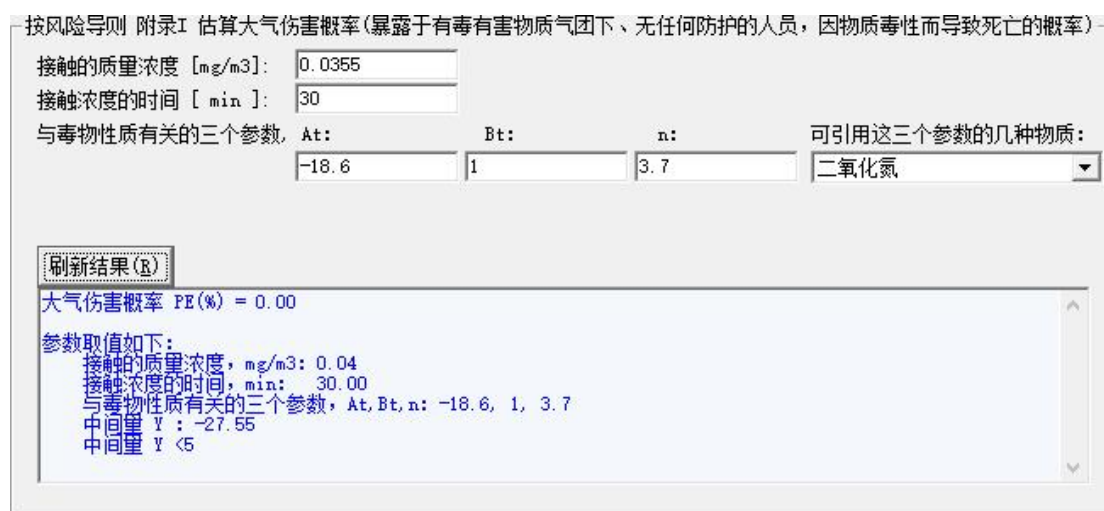 按风险导则 附录I 估算大气伤害概率(暴露于有毒有害物质气团下、无任何防护的人员，因物质毒性而导致死亡的概率)
接触的质量浓度 [mg/m3]: 0.0355
接触浓度的时间 [ min ]: 30
与毒物性质有关的三个参数, At: Bt: n: 可引用这三个参数的几种物质:
-18.6 1 3.7 二氧化氮
刷新结果(R)
大气伤害概率 PE(%) = 0.00
参数取值如下:
接触的质量浓度，mg/m3: 0.04
接触浓度的时间，min: 30.00
与毒物性质有关的三个参数，At,Bt,n: -18.6, 1, 3.7
中间量 Y : -27.55
中间量 Y <5